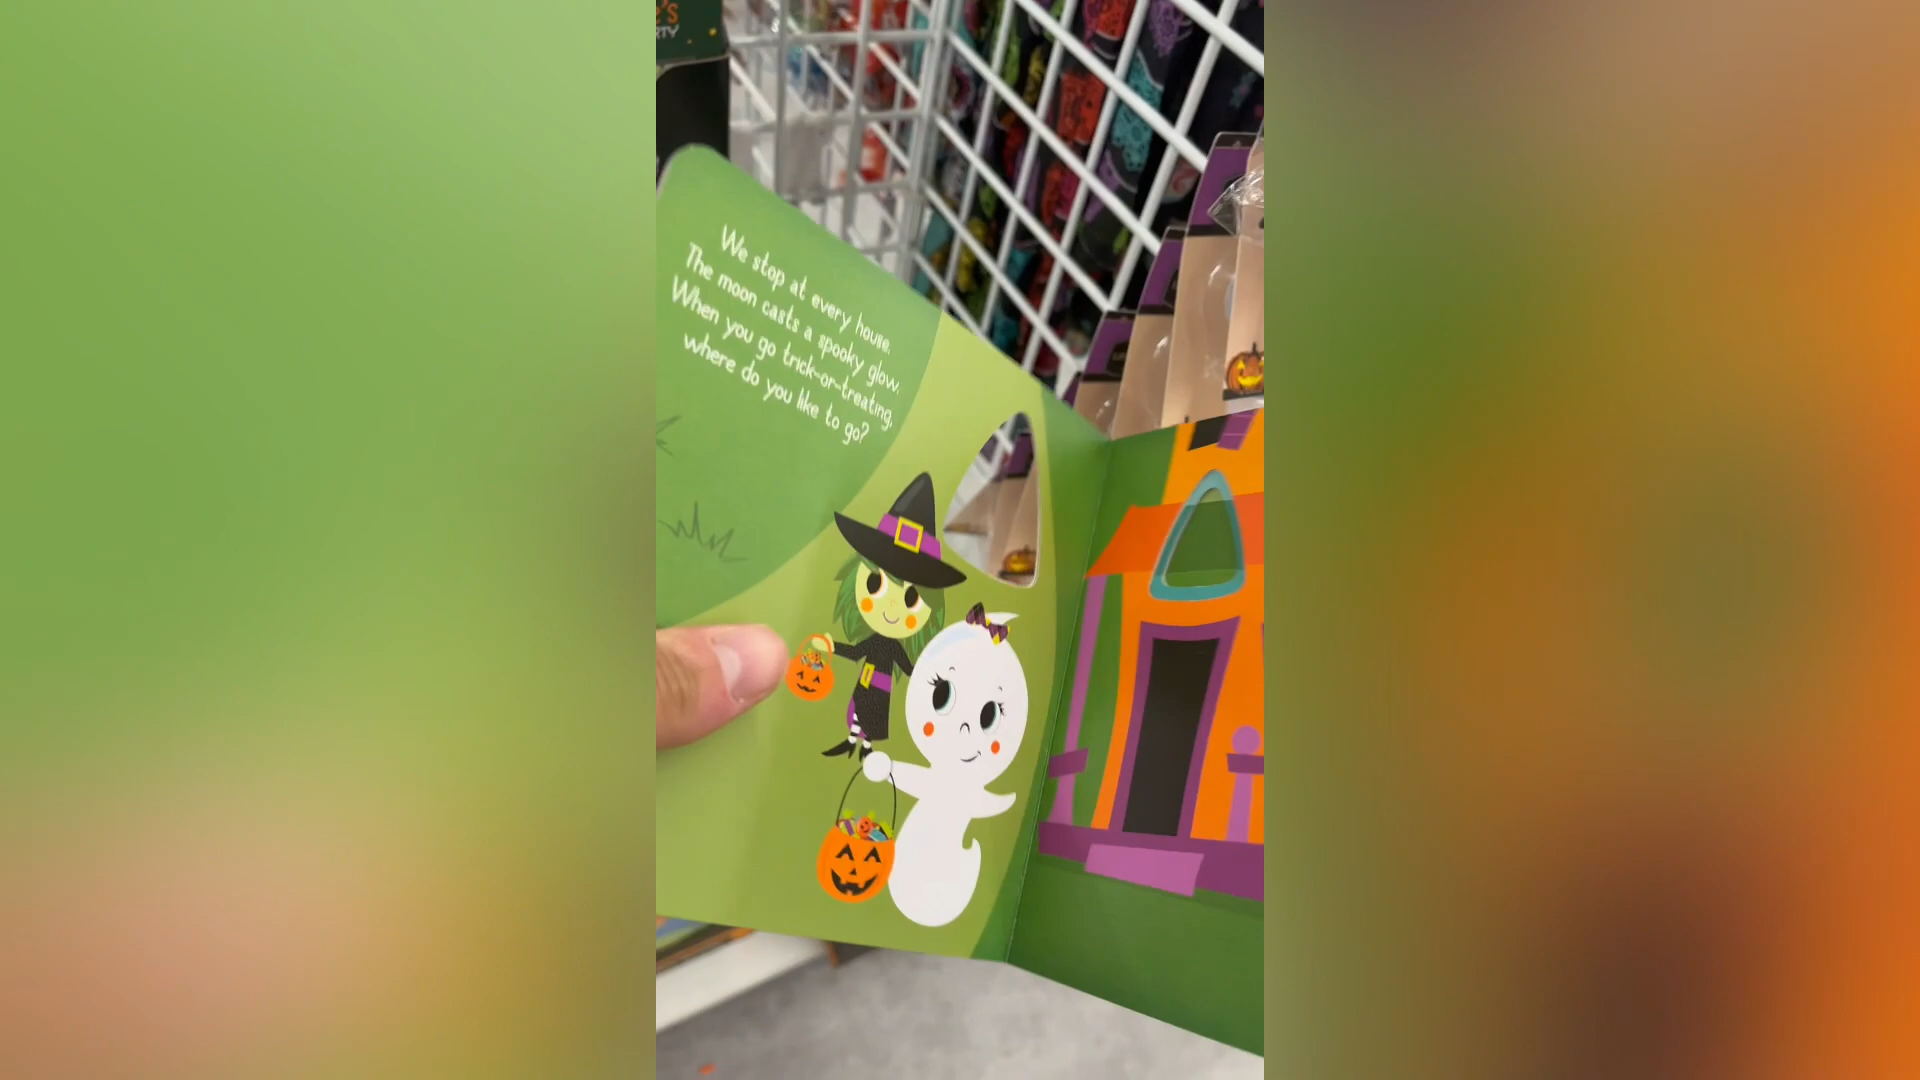 We stop at every house.
The moon casts a spooky glow.
When you go trick-or-treating,
where do you like to go?